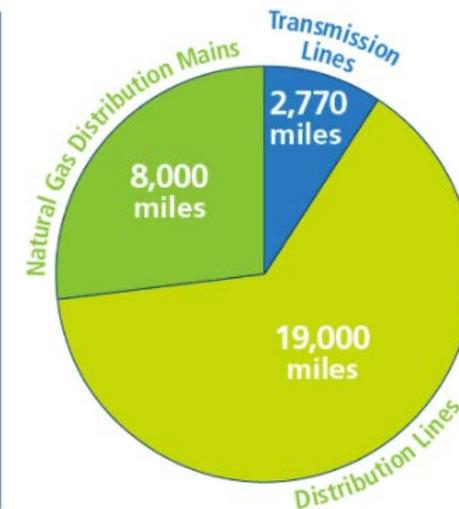 Transmission
Lines
2,770
miles
Natural Gas Distribution Mains
8,000
miles
19,000
miles
Distribution Lines